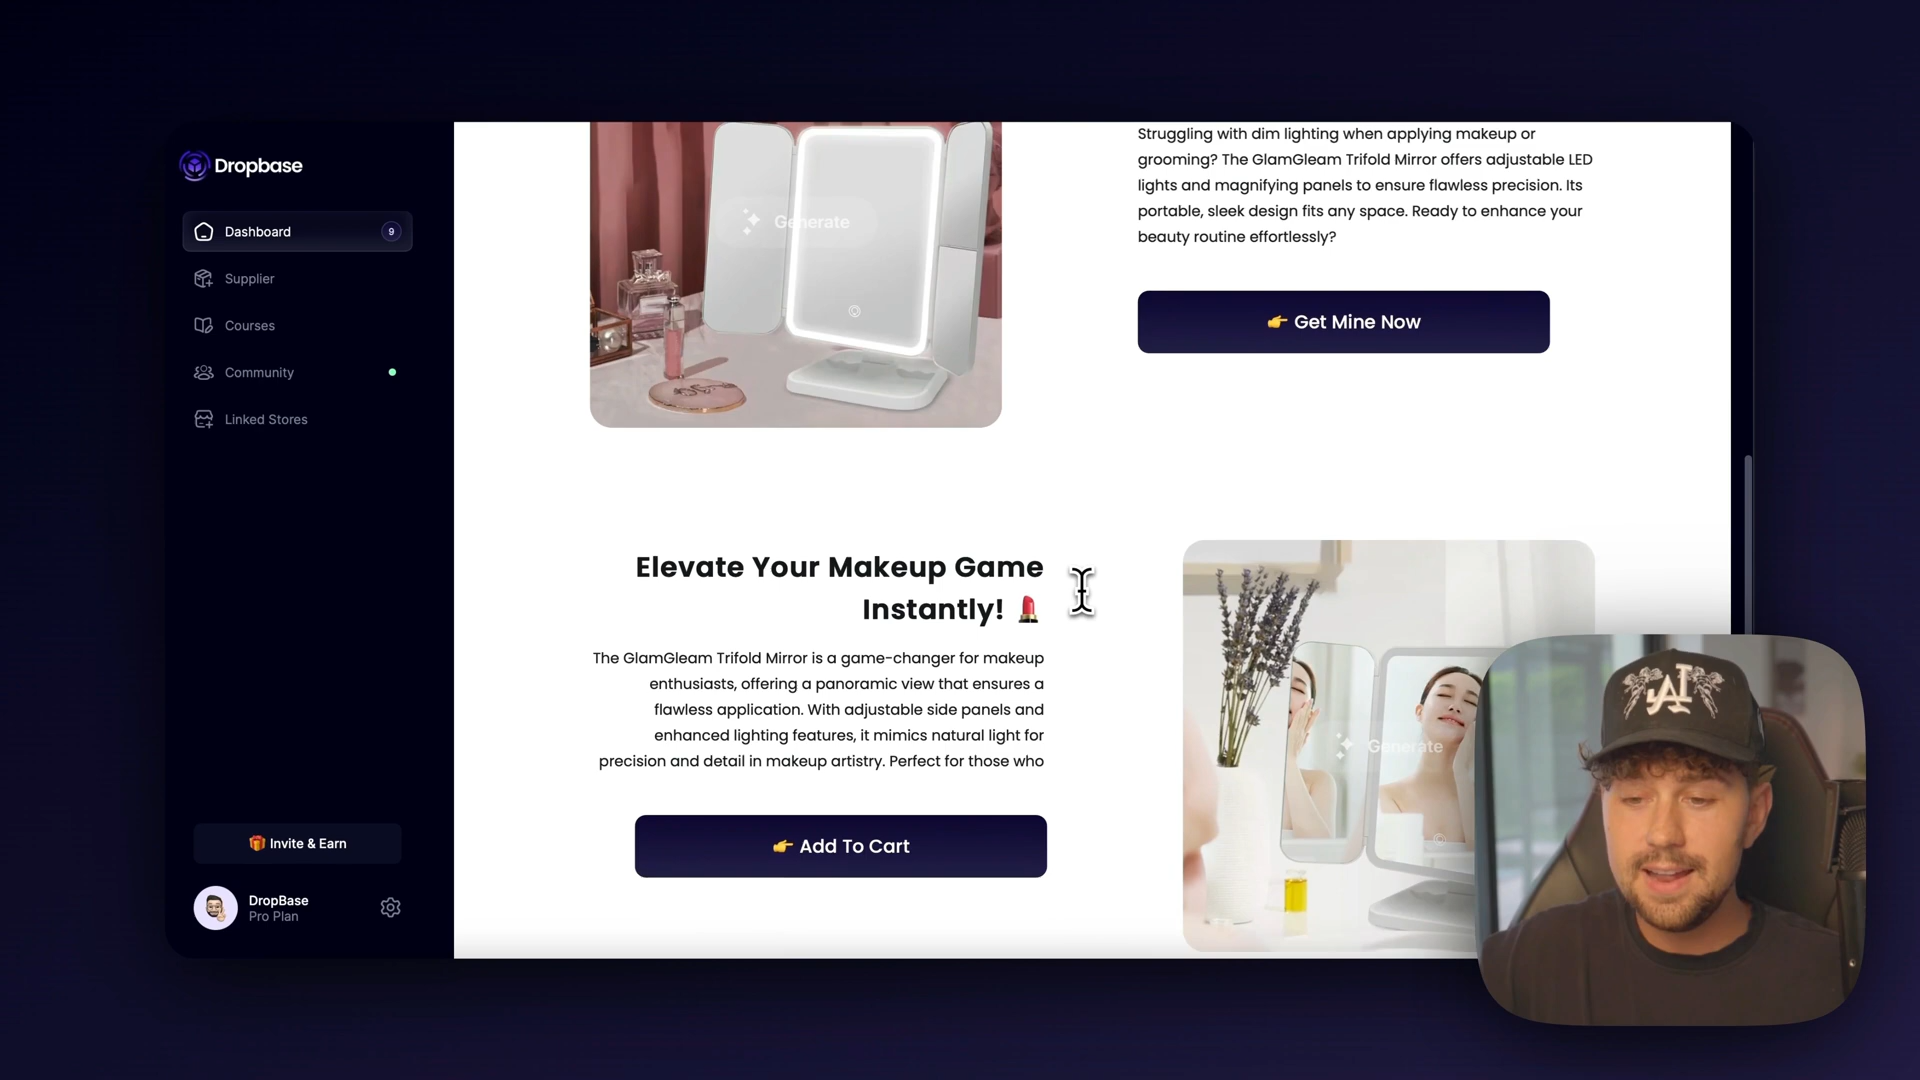 Dropbase
Dashboard
9
Supplier
Courses
Community
Linked Stores
🎁 Invite & Earn
DropBase
Pro Plan
Generate
Struggling with dim lighting when applying makeup or
grooming? The GlamGleam Trifold Mirror offers adjustable LED
lights and magnifying panels to ensure flawless precision. Its
portable, sleek design fits any space. Ready to enhance your
beauty routine effortlessly?
👉 Get Mine Now
Elevate Your Makeup Game
Instantly! 💄
The GlamGleam Trifold Mirror is a game-changer for makeup
enthusiasts, offering a panoramic view that ensures a
flawless application. With adjustable side panels and
enhanced lighting features, it mimics natural light for
precision and detail in makeup artistry. Perfect for those who
👉 Add To Cart
Generate